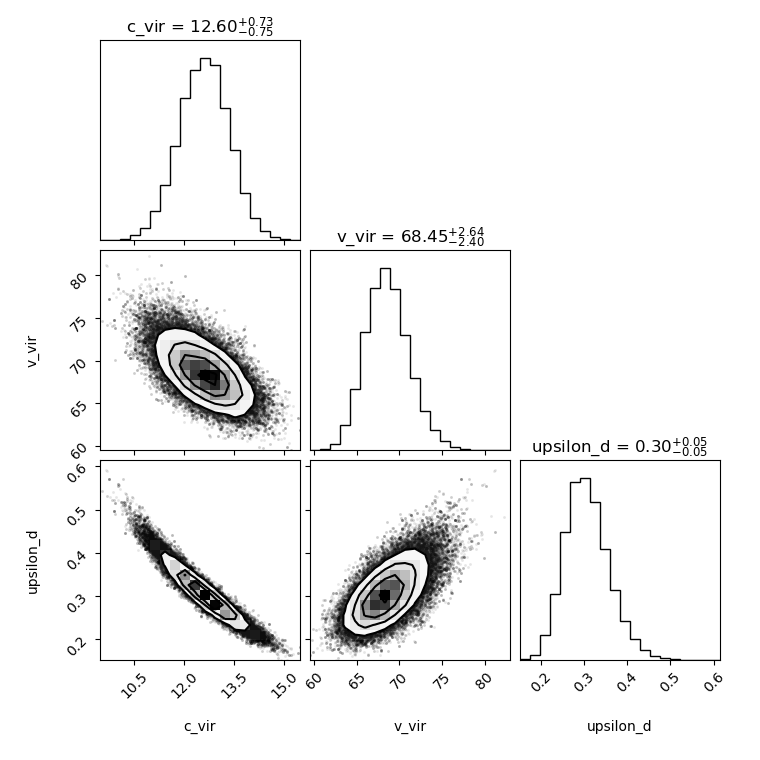 c_vir = 12.60+0.73−0.75
v_vir = 68.45+2.64−2.40
80
75
70
65
60
v_vir
upsilon_d = 0.30+0.05−0.05
0.6
0.5
0.4
0.3
0.2
upsilon_d
10.5 12.0 13.5 15.0 60 65 70 75 80 0.2 0.3 0.4 0.5 0.6
c_vir v_vir upsilon_d